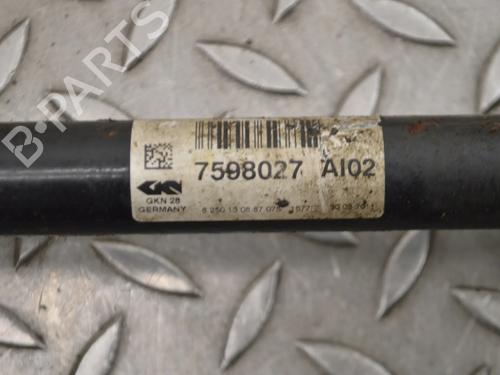 B-PARTS
7598027 AI02
GKN
GKN 28
GERMANY